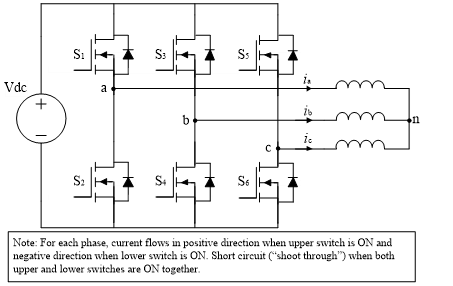 S1 S3 S5
Vdc
ia
a
ib
b
n
ic
c
S2 S4 S6
Note: For each phase, current flows in positive direction when upper switch is ON and
negative direction when lower switch is ON. Short circuit (“shoot through”) when both
upper and lower switches are ON together.